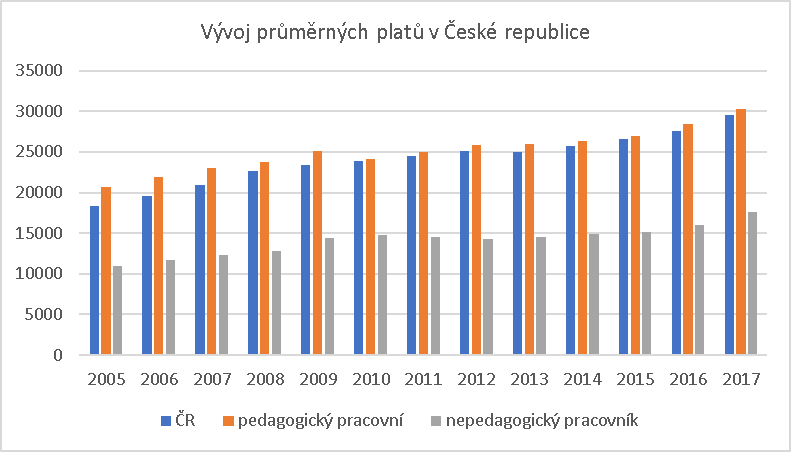 Vývoj průměrných platů v České republice
35000
30000
25000
20000
15000
10000
5000
0
2005 2006 2007 2008 2009 2010 2011 2012 2013 2014 2015 2016 2017
ČR pedagogický pracovní nepedagogický pracovník